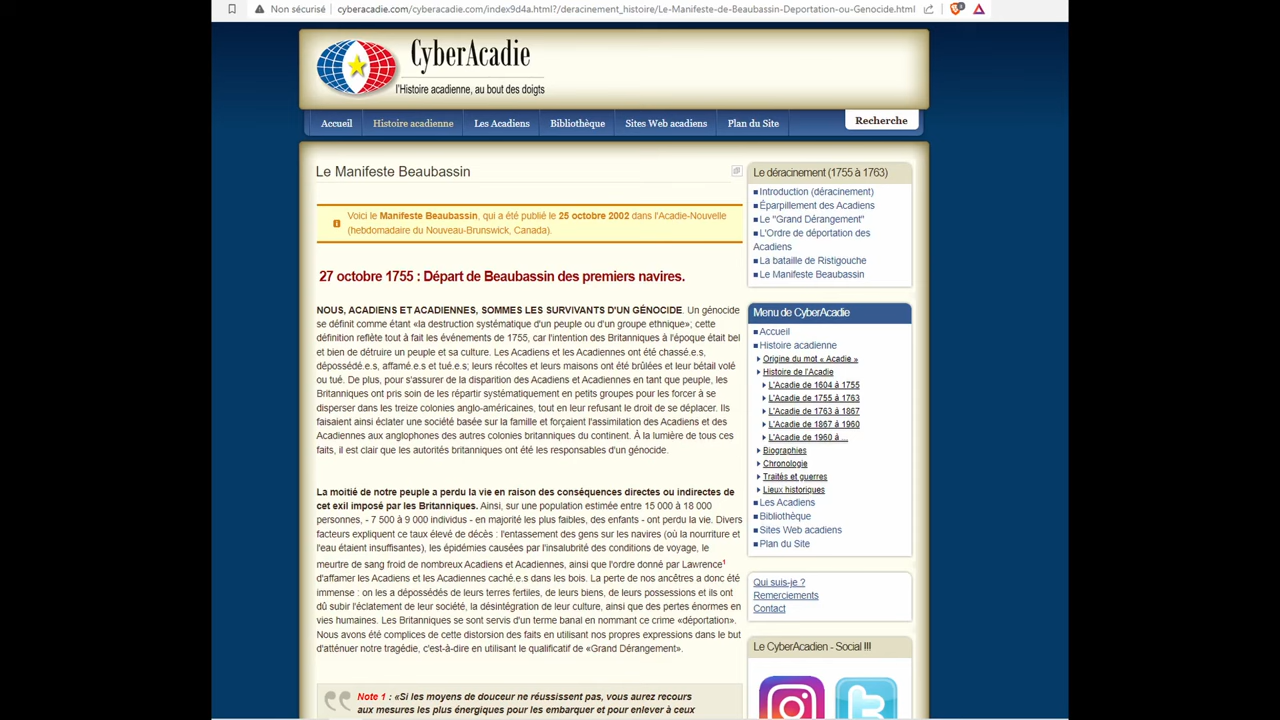 Non sécurisé
cyberacadie.com/cyberacadie.com/index9d4a.html?/deracinement_histoire/Le-Manifeste-de-Beaubassin-Deportation-ou-Genocide.html
CyberAcadie
l'Histoire acadienne, au bout des doigts
Accueil
Histoire acadienne
Les Acadiens
Bibliothèque
Sites Web acadiens
Plan du Site
Recherche
Le Manifeste Beaubassin
Voici le Manifeste Beaubassin, qui a été publié le 25 octobre 2002 dans l'Acadie-Nouvelle
(hebdomadaire du Nouveau-Brunswick, Canada).
27 octobre 1755 : Départ de Beaubassin des premiers navires.
NOUS, ACADIENS ET ACADIENNES, SOMMES LES SURVIVANTS D'UN GÉNOCIDE. Un génocide
se définit comme étant «la destruction systématique d'un peuple ou d'un groupe ethnique»; cette
définition reflète tout à fait les événements de 1755, car l'intention des Britanniques à l'époque était bel
et bien de détruire un peuple et sa culture. Les Acadiens et les Acadiennes ont été chassé.e.s,
dépossédé.e.s, affamé.e.s et tué.e.s; leurs récoltes et leurs maisons ont été brûlées et leur bétail volé
ou tué. De plus, pour s'assurer de la disparition des Acadiens et Acadiennes en tant que peuple, les
Britanniques ont pris soin de les répartir systématiquement en petits groupes pour les forcer à se
disperser dans les treize colonies anglo-américaines, tout en leur refusant le droit de se déplacer. Ils
faisaient ainsi éclater une société basée sur la famille et forçaient l'assimilation des Acadiens et des
Acadiennes aux anglophones des autres colonies britanniques du continent. À la lumière de tous ces
faits, il est clair que les autorités britanniques ont été les responsables d'un génocide.
La moitié de notre peuple a perdu la vie en raison des conséquences directes ou indirectes de
cet exil imposé par les Britanniques. Ainsi, sur une population estimée entre 15 000 à 18 000
personnes, - 7 500 à 9 000 individus - en majorité les plus faibles, des enfants - ont perdu la vie. Divers
facteurs expliquent ce taux élevé de décès : l'entassement des gens sur les navires (où la nourriture et
l'eau étaient insuffisantes), les épidémies causées par l'insalubrité des conditions de voyage, le
meurtre de sang froid de nombreux Acadiens et Acadiennes, ainsi que l'ordre donné par Lawrence1
d'affamer les Acadiens et les Acadiennes caché.e.s dans les bois. La perte de nos ancêtres a donc été
immense : on les a dépossédés de leurs terres fertiles, de leurs biens, de leurs possessions et ils ont
dû subir l'éclatement de leur société, la désintégration de leur culture, ainsi que des pertes énormes en
vies humaines. Les Britanniques se sont servis d'un terme banal en nommant ce crime «déportation».
Nous avons été complices de cette distorsion des faits en utilisant nos propres expressions dans le but
d'atténuer notre tragédie, c'est-à-dire en utilisant le qualificatif de «Grand Dérangement».
Note 1 : «Si les moyens de douceur ne réussissent pas, vous aurez recours
aux mesures les plus énergiques pour les embarquer et pour enlever à ceux
Le déracinement (1755 à 1763)
Introduction (déracinement)
Éparpillement des Acadiens
Le "Grand Dérangement"
L'Ordre de déportation des
Acadiens
La bataille de Ristigouche
Le Manifeste Beaubassin
Menu de CyberAcadie
Accueil
Histoire acadienne
Origine du mot « Acadie »
Histoire de l'Acadie
L'Acadie de 1604 à 1755
L'Acadie de 1755 à 1763
L'Acadie de 1763 à 1867
L'Acadie de 1867 à 1960
L'Acadie de 1960 à ...
Biographies
Chronologie
Traités et guerres
Lieux historiques
Les Acadiens
Bibliothèque
Sites Web acadiens
Plan du Site
Qui suis-je ?
Remerciements
Contact
Le CyberAcadien - Social !!!